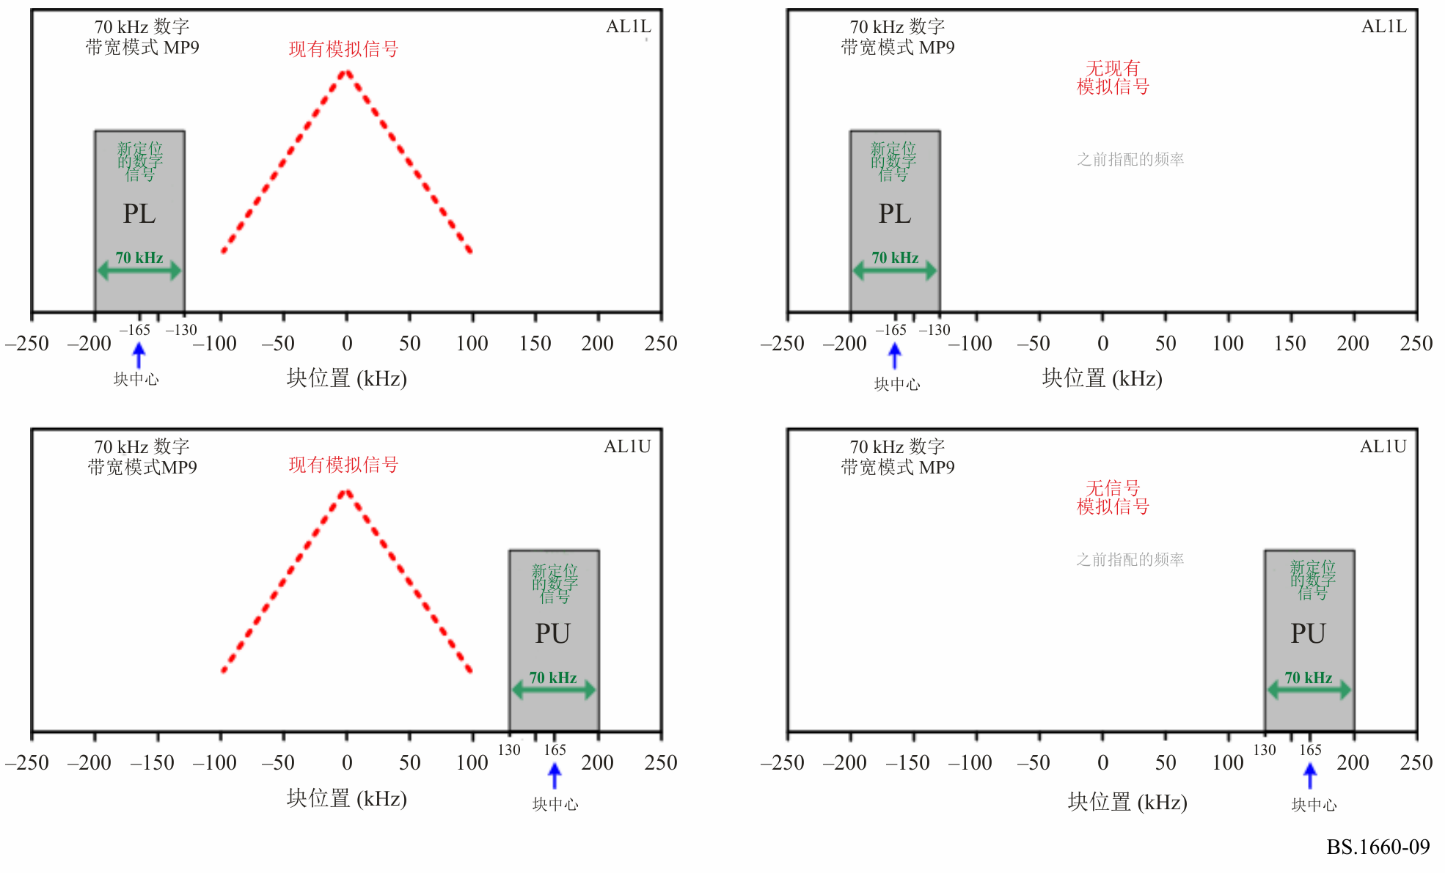 70 kHz 数字
带宽模式 MP9
AL1L
现有模拟信号
新定位
的数字
信号
PL
70 kHz
–165
–130
–250
–200
–100
–50
0
50
100
150
200
250
块中心
块位置 (kHz)
70 kHz 数字
带宽模式 MP9
AL1L
无现有
模拟信号
之前指配的频率
新定位
的数字
信号
PL
70 kHz
–165
–130
–250
–200
–100
–50
0
50
100
150
200
250
块中心
块位置 (kHz)
70 kHz 数字
带宽模式MP9
AL1U
现有模拟信号
新定位
的数字
信号
PU
70 kHz
130
165
–250
–200
–150
–100
–50
0
50
100
200
250
块位置 (kHz)
块中心
70 kHz 数字
带宽模式 MP9
AL1U
无信号
模拟信号
之前指配的频率
新定位
的数字
信号
PU
70 kHz
130
165
–250
–200
–150
–100
–50
0
50
100
200
250
块位置 (kHz)
块中心
BS.1660-09